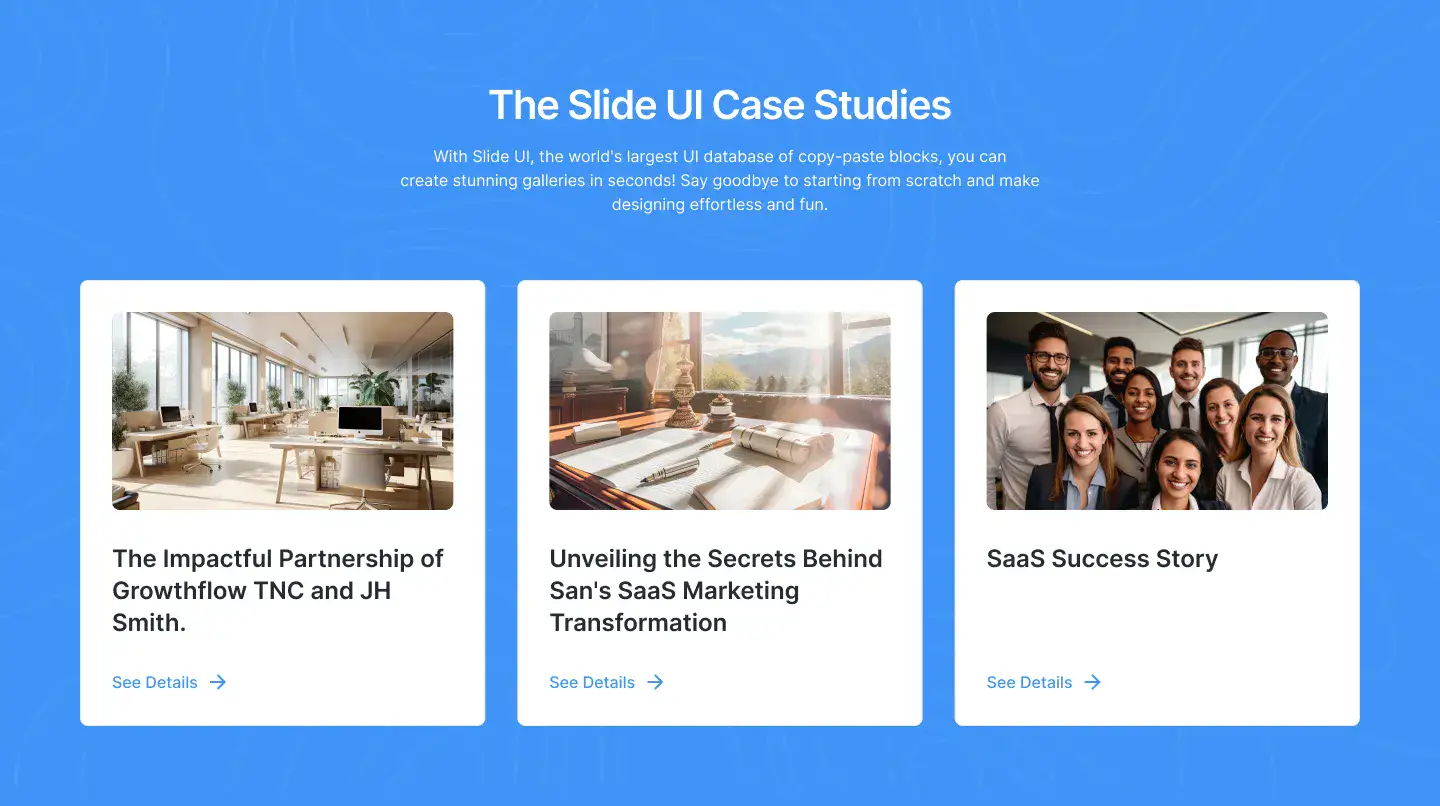 The Slide UI Case Studies
With Slide UI, the world's largest UI database of copy-paste blocks, you can
create stunning galleries in seconds! Say goodbye to starting from scratch and make
designing effortless and fun.
The Impactful Partnership of
Growthflow TNC and JH
Smith.
See Details
Unveiling the Secrets Behind
San's SaaS Marketing
Transformation
See Details
SaaS Success Story
See Details